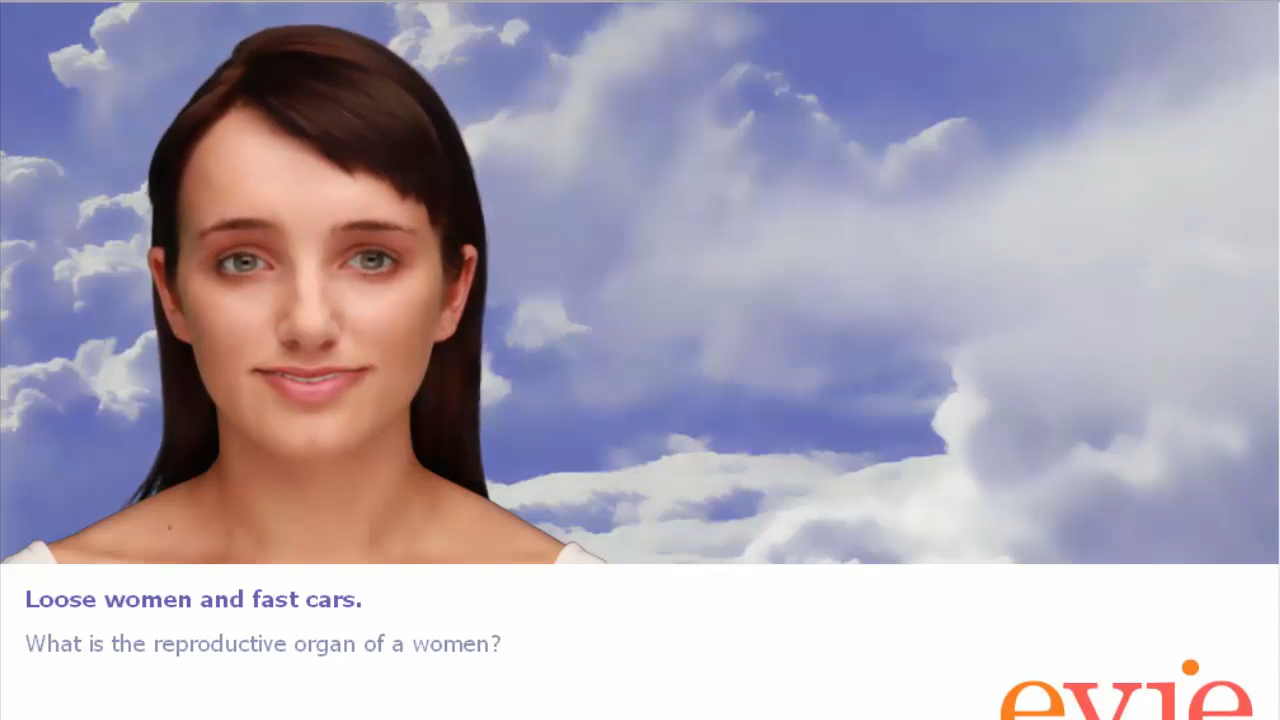 Loose women and fast cars.
What is the reproductive organ of a women?
evie